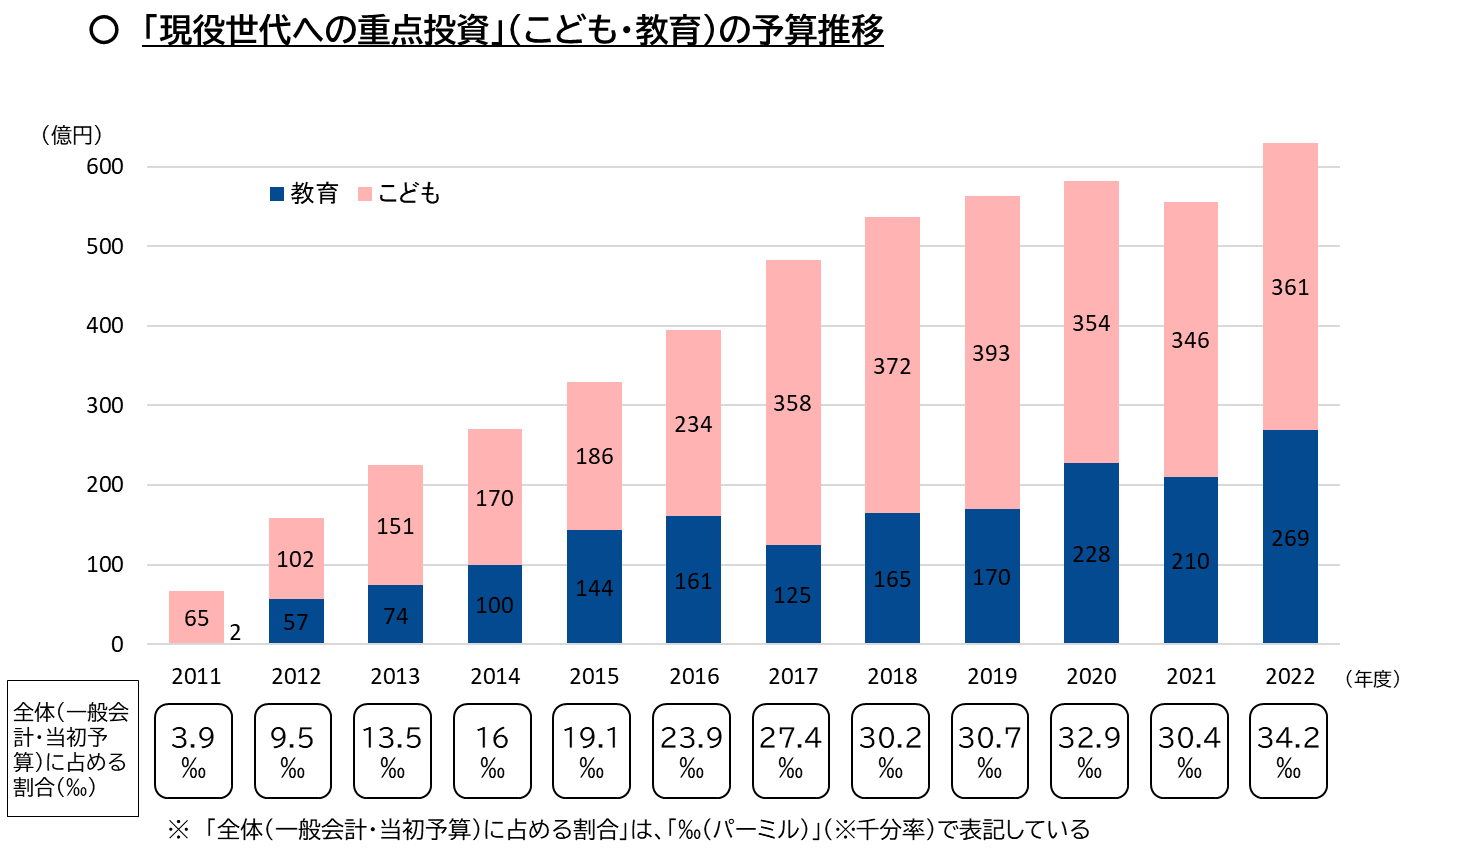 ○ 「現役世代への重点投資」(こども・教育)の予算推移
(億円)
600
500
400
300
200
100
0
教育 こども
65 2
102 57
151 74
170 100
186 144
234 161
358 125
372 165
393 170
354 228
346 210
361 269
2011 2012 2013 2014 2015 2016 2017 2018 2019 2020 2021 2022 (年度)
全体(一般会
計・当初予
算)に占める
割合(‰)
3.9 9.5 13.5 16 19.1 23.9 27.4 30.2 30.7 32.9 30.4 34.2
‰ ‰ ‰ ‰ ‰ ‰ ‰ ‰ ‰ ‰ ‰ ‰
※ 「全体(一般会計・当初予算)に占める割合」は、「‰(パーミル)」(※千分率)で表記している